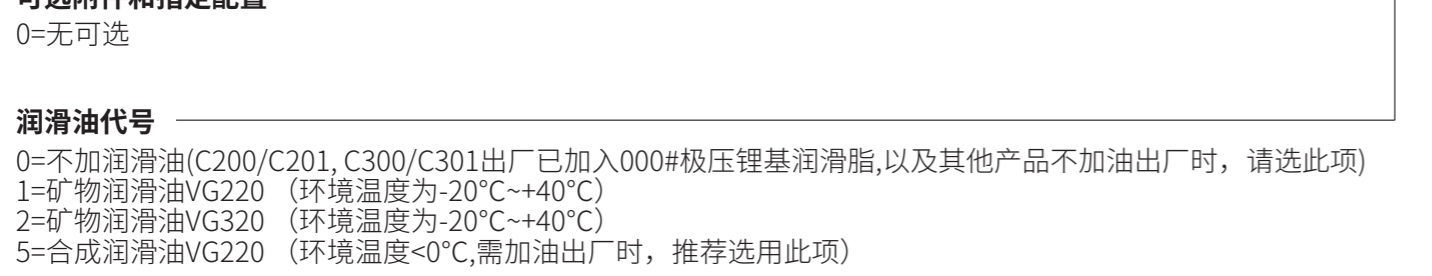 可选附件和指定配置
0=无可选
润滑油代号
0=不加润滑油(C200/C201, C300/C301出厂已加入000#极压锂基润滑脂,以及其他产品不加油出厂时，请选此项)
1=矿物润滑油VG220 （环境温度为-20°C~+40°C）
2=矿物润滑油VG320 （环境温度为-20°C~+40°C）
5=合成润滑油VG220 （环境温度<0°C,需加油出厂时，推荐选用此项）